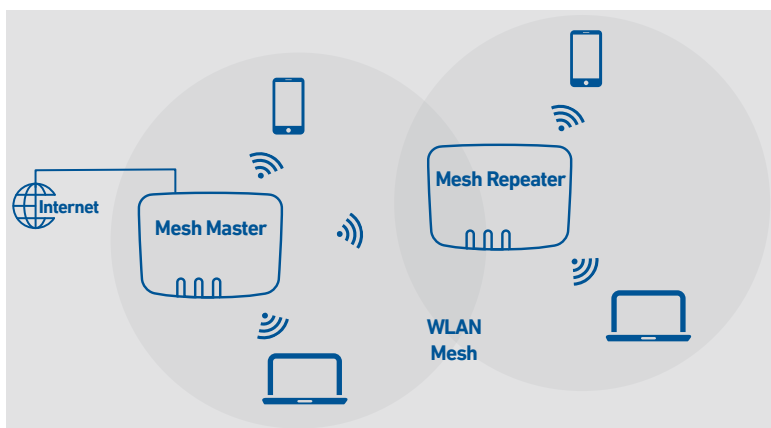 Internet
Mesh Master
Mesh Repeater
WLAN
Mesh